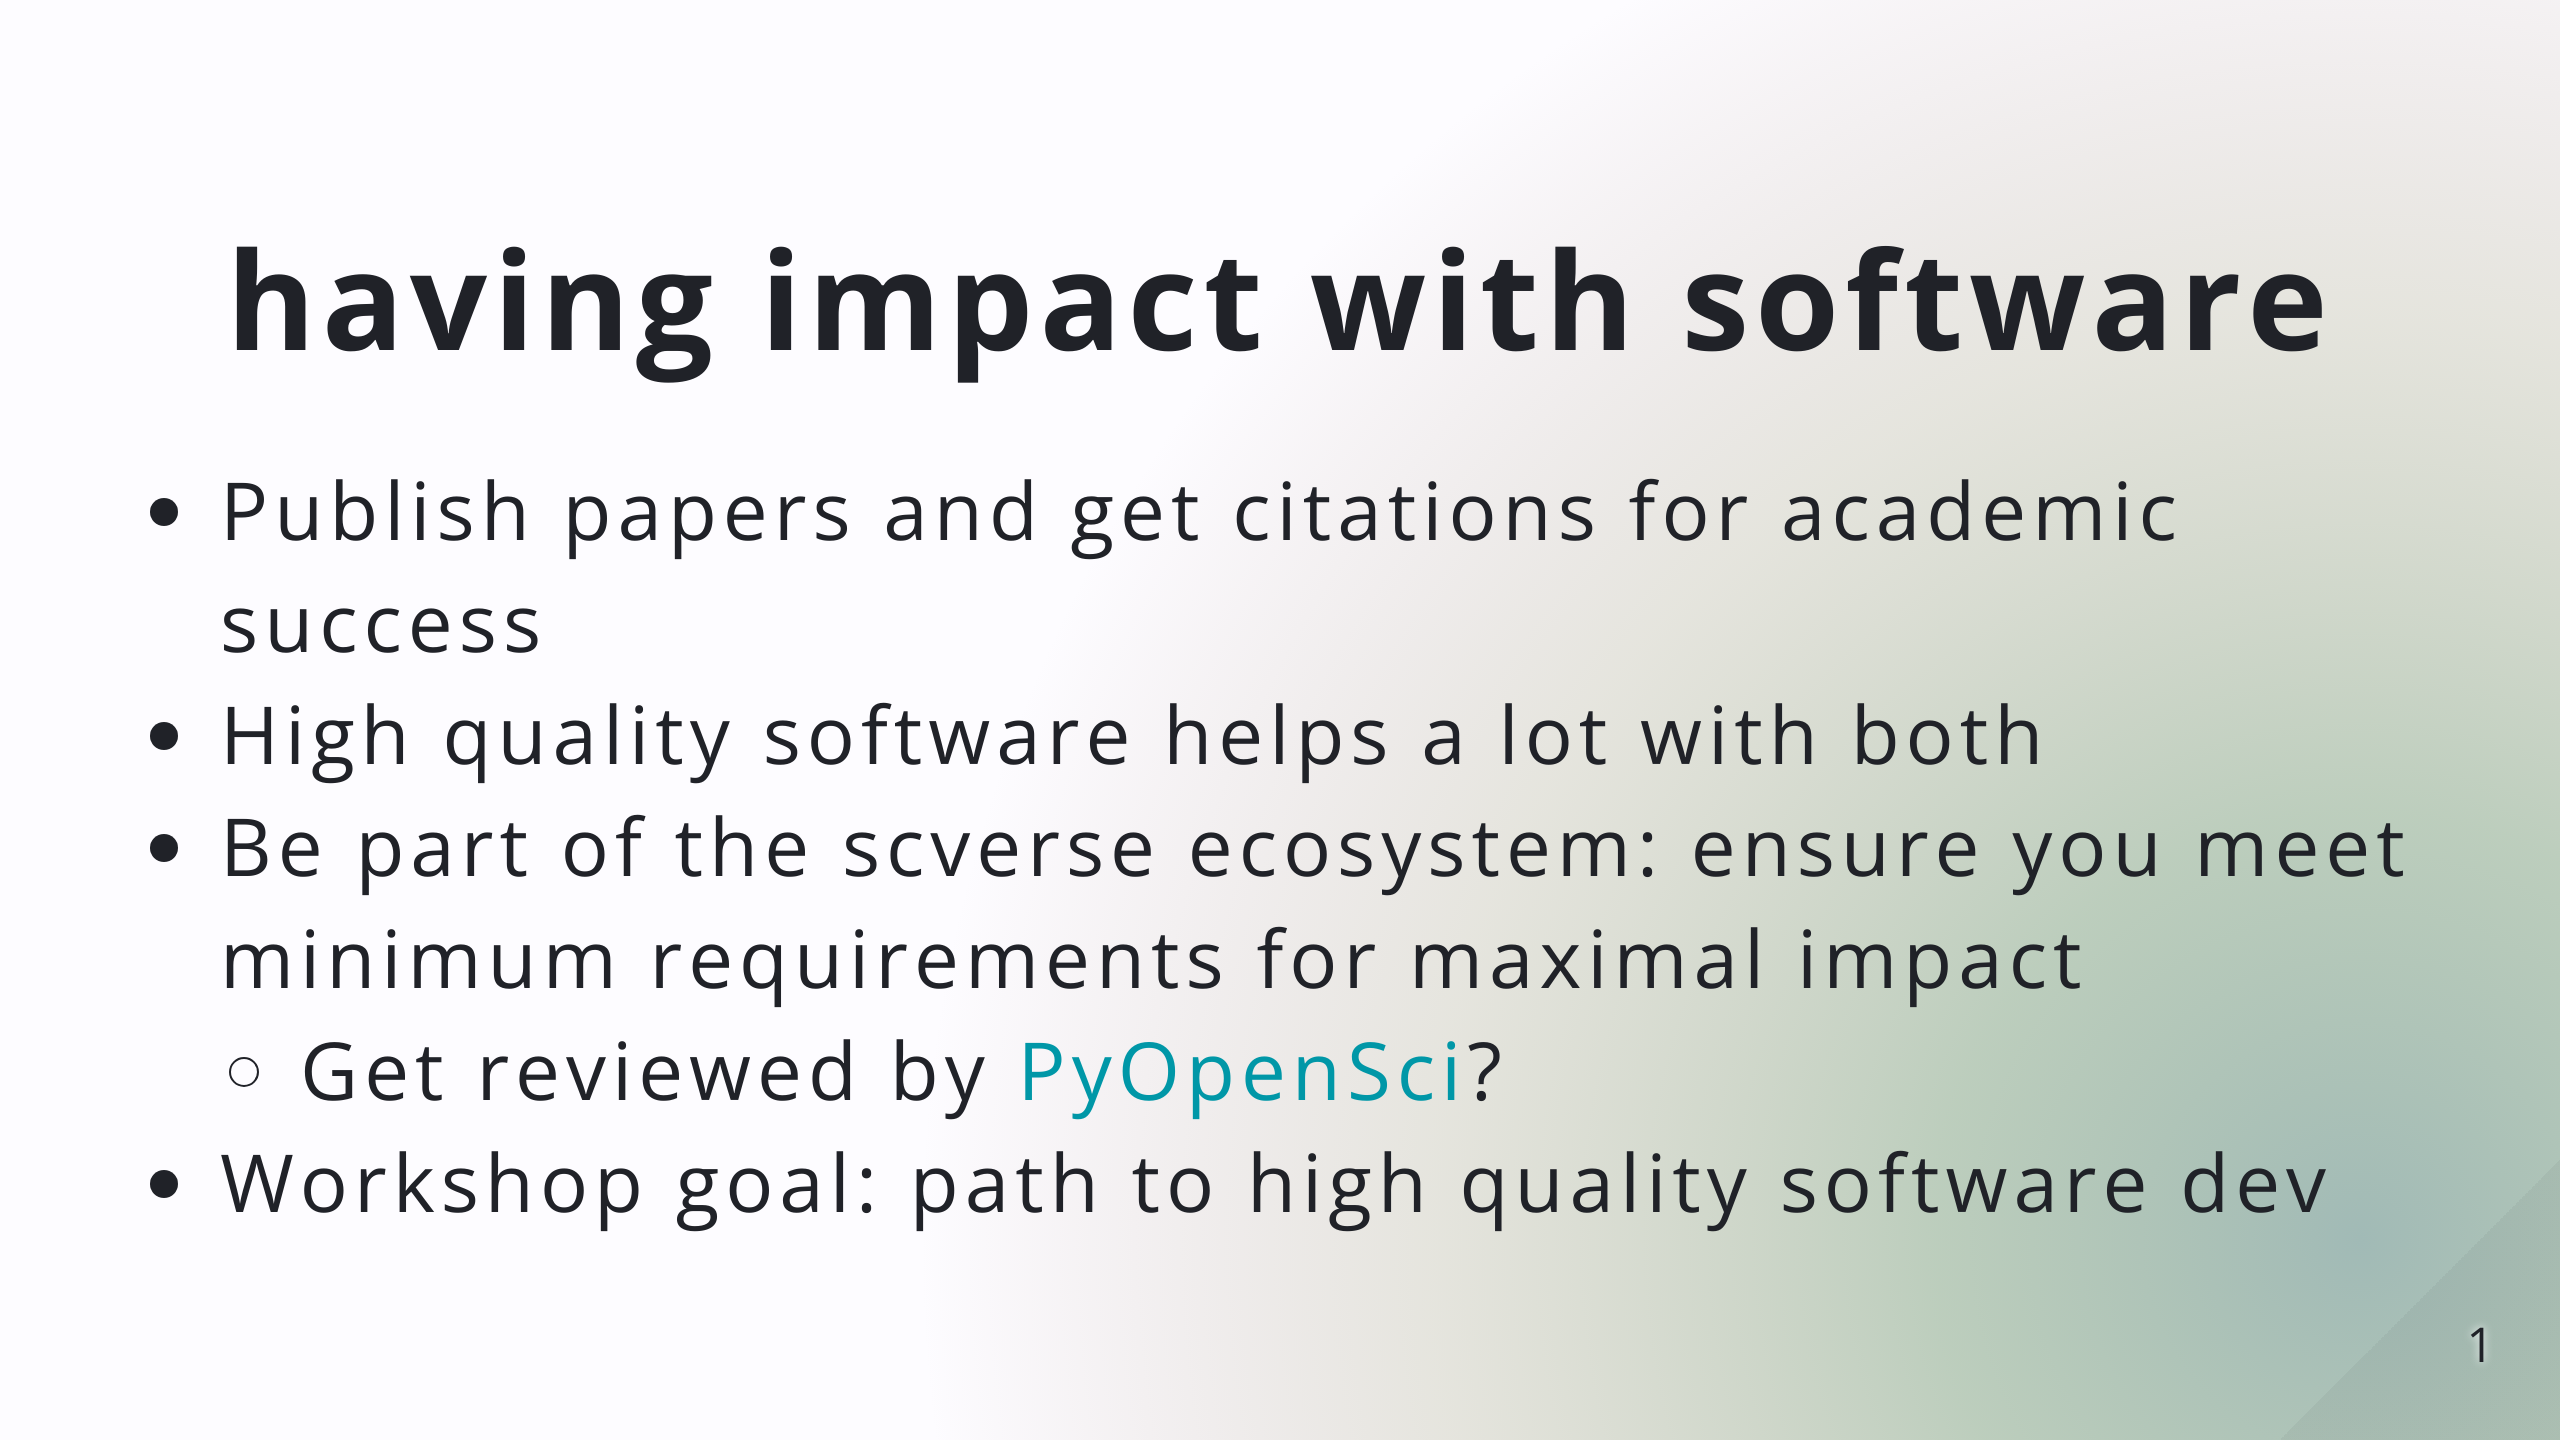 having impact with software
• Publish papers and get citations for academic
success
• High quality software helps a lot with both
• Be part of the scverse ecosystem: ensure you meet
minimum requirements for maximal impact
○ Get reviewed by PyOpenSci?
• Workshop goal: path to high quality software dev
1